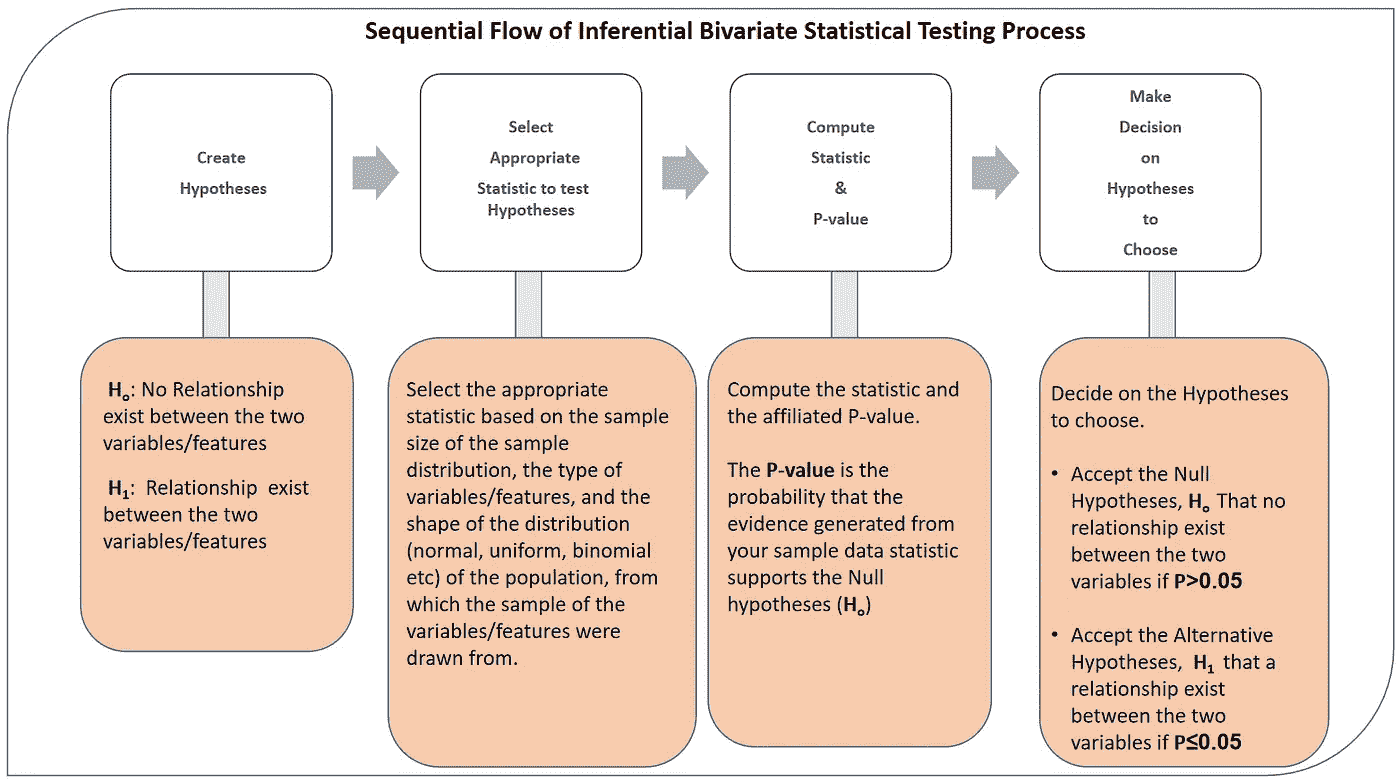 Sequential Flow of Inferential Bivariate Statistical Testing Process
Create
Hypotheses
Select
Appropriate
Statistic to test
Hypotheses
Compute
Statistic
&
P-value
Make
Decision
on
Hypotheses
to
Choose
Ho: No Relationship
exist between the two
variables/features
H1: Relationship exist
between the two
variables/features
Select the appropriate
statistic based on the sample
size of the sample
distribution, the type of
variables/features, and the
shape of the distribution
(normal, uniform, binomial
etc) of the population, from
which the sample of the
variables/features were
drawn from.
Compute the statistic and
the affiliated P-value.
The P-value is the
probability that the
evidence generated from
your sample data statistic
supports the Null
hypotheses (Ho)
Decide on the Hypotheses
to choose.
• Accept the Null
Hypotheses, Ho That no
relationship exist
between the two
variables if P>0.05
• Accept the Alternative
Hypotheses, H1 that a
relationship exist
between the two
variables if P≤0.05